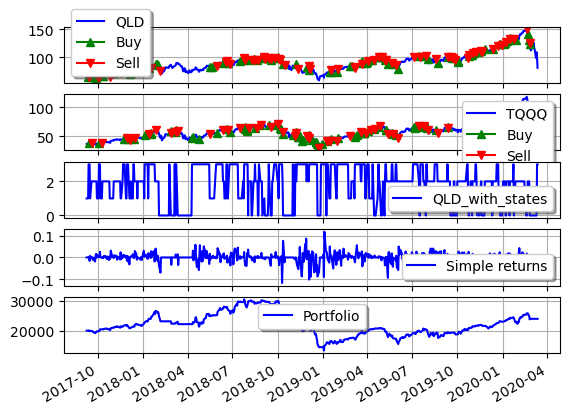 QLD
Buy
Sell
150
100
TQQQ
Buy
Sell
100
50
QLD_with_states
2
0
Simple returns
0.1
0.0
−0.1
Portfolio
30000
20000
2017-10
2018-01
2018-04
2018-07
2018-10
2019-01
2019-04
2019-07
2019-10
2020-01
2020-04